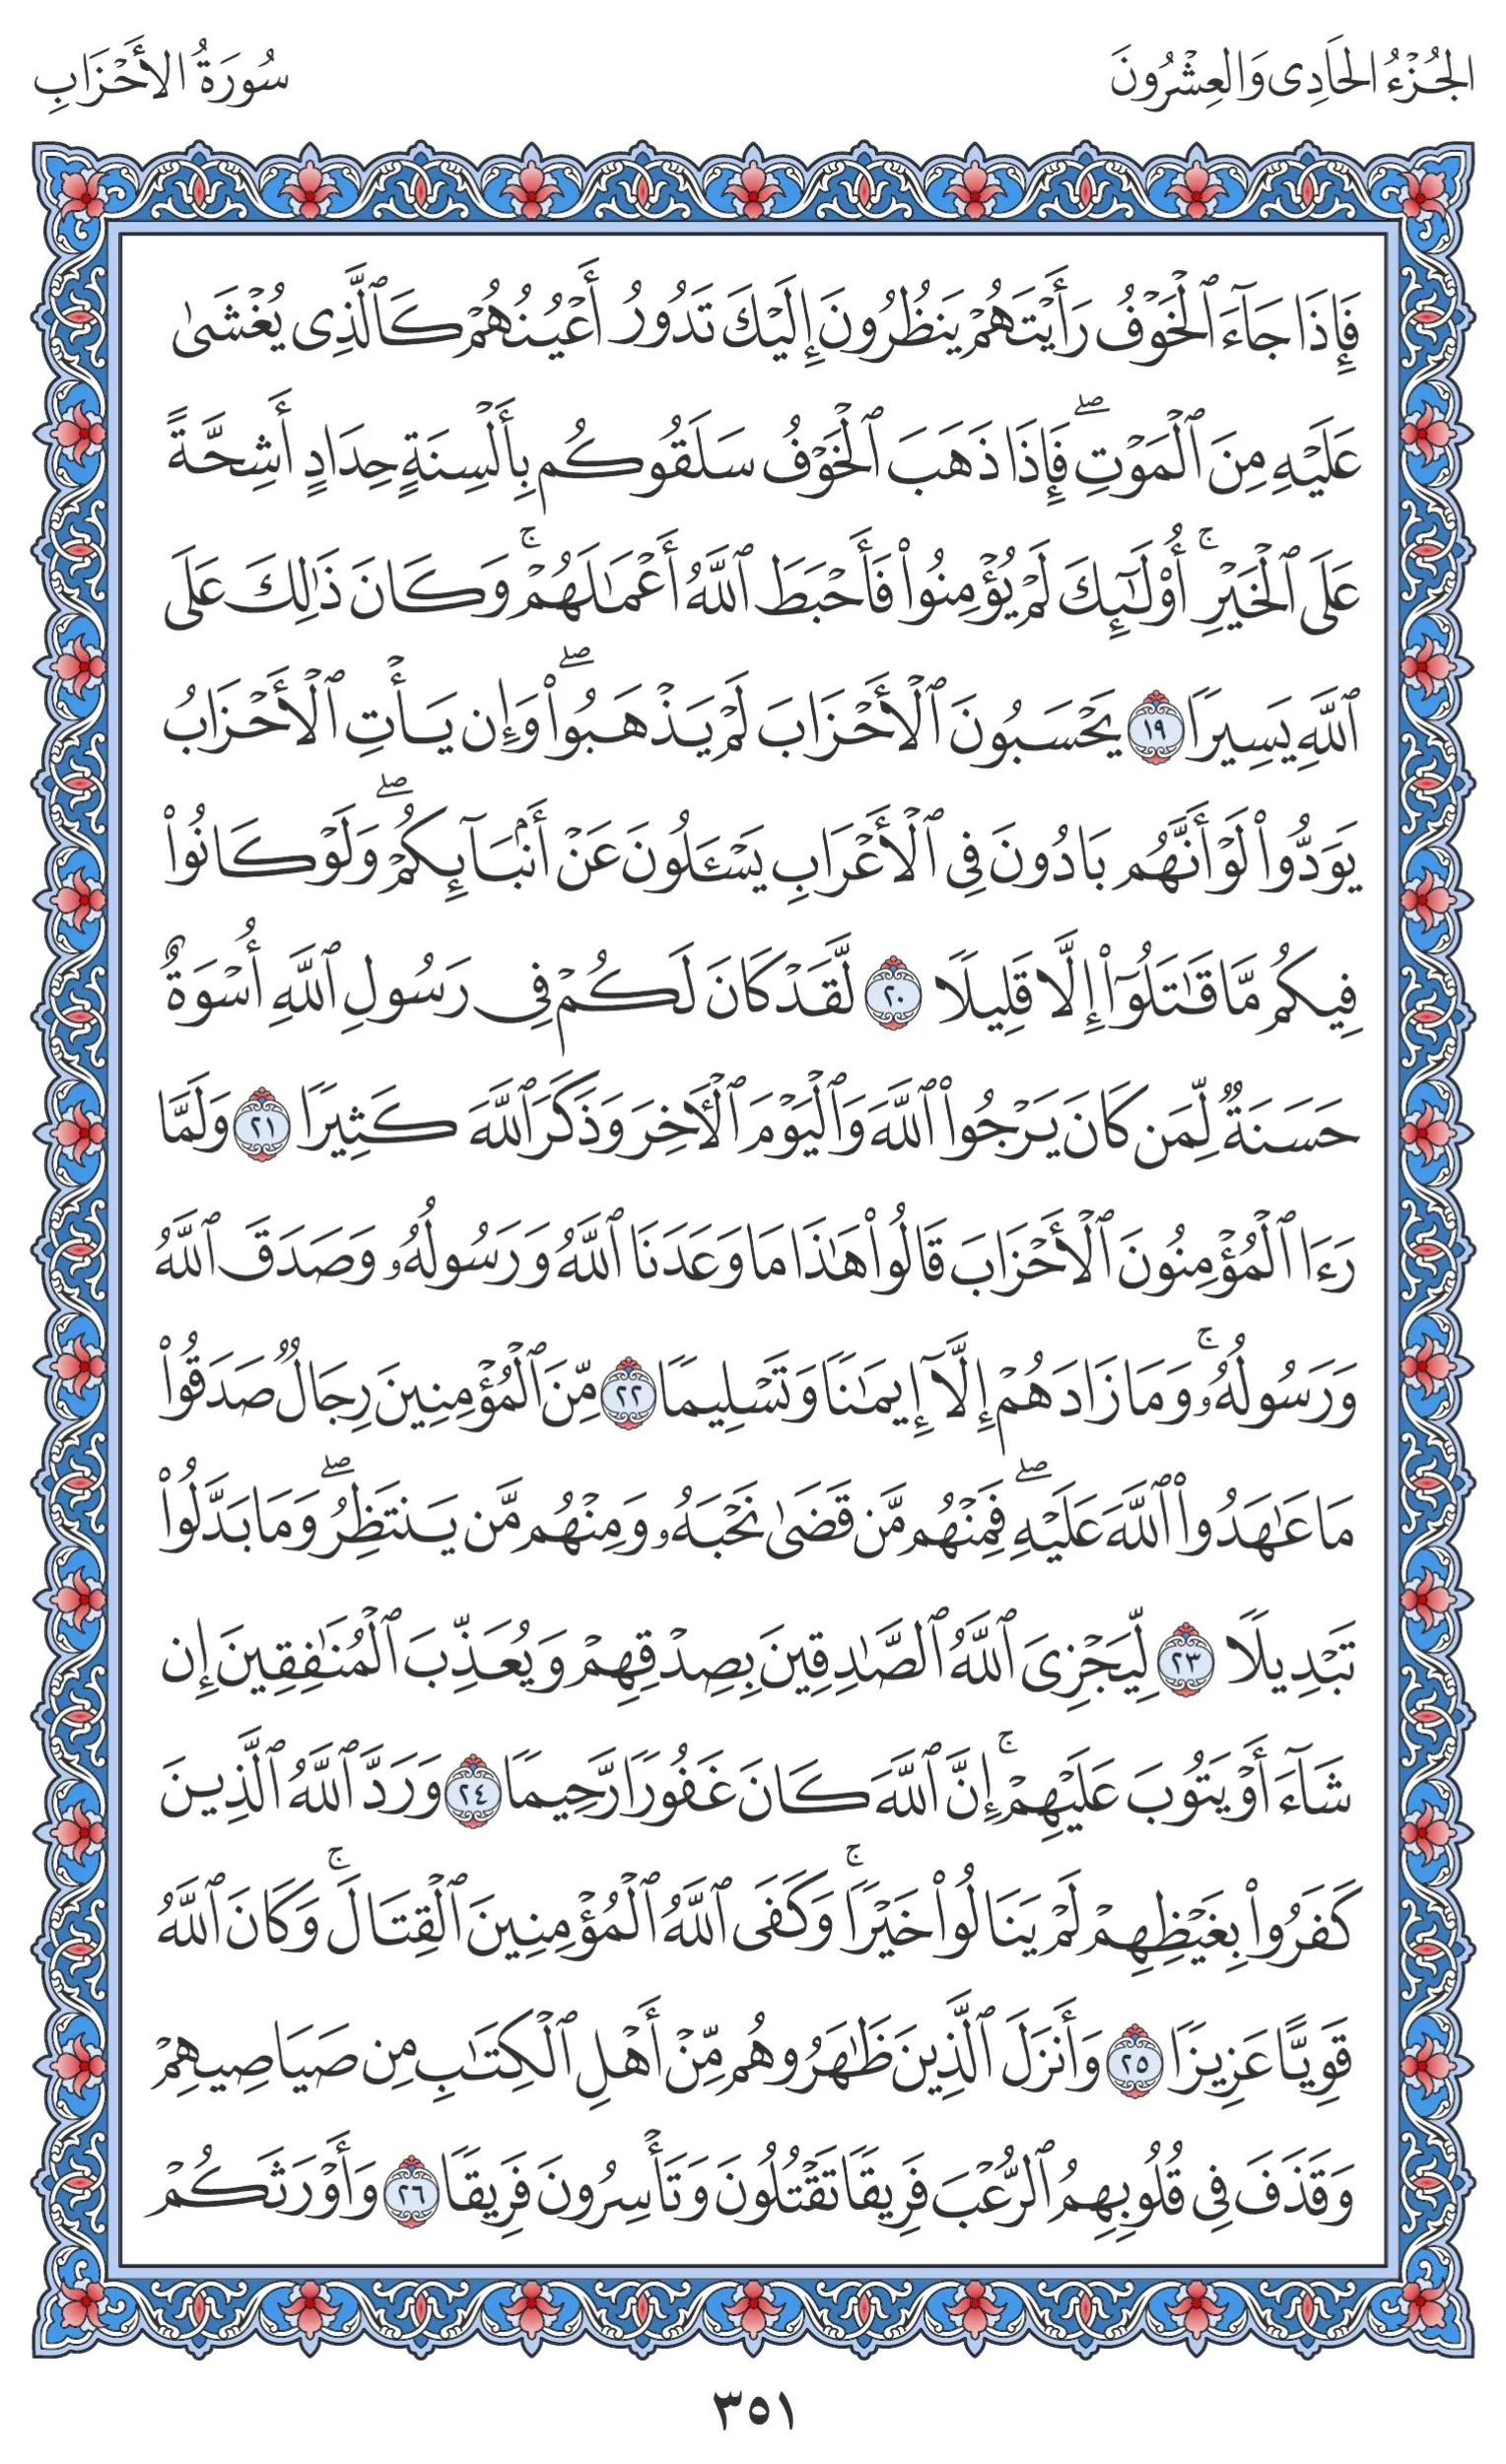 الجُزْءُ الحَادِى وَالعِشْرُونَ
سُورَةُ الأَحْزَابِ
فَإِذَا جَآءَ ٱلْخَوْفُ رَأَيْتَهُمْ يَنظُرُونَ إِلَيْكَ تَدُورُ أَعْيُنُهُمْ كَٱلَّذِى يُغْشَىٰ
عَلَيْهِ مِنَ ٱلْمَوْتِۖ فَإِذَا ذَهَبَ ٱلْخَوْفُ سَلَقُوكُم بِأَلْسِنَةٍ حِدَادٍ أَشِحَّةً
عَلَى ٱلْخَيْرِۚ أُوْلَـٰٓئِكَ لَمْ يُؤْمِنُوا۟ فَأَحْبَطَ ٱللَّهُ أَعْمَـٰلَهُمْۚ وَكَانَ ذَٰلِكَ عَلَى
ٱللَّهِ يَسِيرًا ١٩ يَحْسَبُونَ ٱلْأَحْزَابَ لَمْ يَذْهَبُوا۟ۖ وَإِن يَأْتِ ٱلْأَحْزَابُ
يَوَدُّوا۟ لَوْ أَنَّهُم بَادُونَ فِى ٱلْأَعْرَابِ يَسْـَٔلُونَ عَنْ أَنۢبَآئِكُمْۖ وَلَوْ كَانُوا۟
فِيكُم مَّا قَـٰتَلُوٓا۟ إِلَّا قَلِيلًا ٢٠ لَّقَدْ كَانَ لَكُمْ فِى رَسُولِ ٱللَّهِ أُسْوَةٌ
حَسَنَةٌ لِّمَن كَانَ يَرْجُوا۟ ٱللَّهَ وَٱلْيَوْمَ ٱلْـَٔاخِرَ وَذَكَرَ ٱللَّهَ كَثِيرًا ٢١ وَلَمَّا
رَءَا ٱلْمُؤْمِنُونَ ٱلْأَحْزَابَ قَالُوا۟ هَـٰذَا مَا وَعَدَنَا ٱللَّهُ وَرَسُولُهُۥ وَصَدَقَ ٱللَّهُ
وَرَسُولُهُۥۚ وَمَا زَادَهُمْ إِلَّآ إِيمَـٰنًا وَتَسْلِيمًا ٢٢ مِّنَ ٱلْمُؤْمِنِينَ رِجَالٌ صَدَقُوا۟
مَا عَـٰهَدُوا۟ ٱللَّهَ عَلَيْهِۖ فَمِنْهُم مَّن قَضَىٰ نَحْبَهُۥ وَمِنْهُم مَّن يَنتَظِرُۖ وَمَا بَدَّلُوا۟
تَبْدِيلًا ٢٣ لِّيَجْزِىَ ٱللَّهُ ٱلصَّـٰدِقِينَ بِصِدْقِهِمْ وَيُعَذِّبَ ٱلْمُنَـٰفِقِينَ إِن
شَآءَ أَوْ يَتُوبَ عَلَيْهِمْۚ إِنَّ ٱللَّهَ كَانَ غَفُورًا رَّحِيمًا ٢٤ وَرَدَّ ٱللَّهُ ٱلَّذِينَ
كَفَرُوا۟ بِغَيْظِهِمْ لَمْ يَنَالُوا۟ خَيْرًاۚ وَكَفَى ٱللَّهُ ٱلْمُؤْمِنِينَ ٱلْقِتَالَۚ وَكَانَ ٱللَّهُ
قَوِيًّا عَزِيزًا ٢٥ وَأَنزَلَ ٱلَّذِينَ ظَـٰهَرُوهُم مِّنْ أَهْلِ ٱلْكِتَـٰبِ مِن صَيَاصِيهِمْ
وَقَذَفَ فِى قُلُوبِهِمُ ٱلرُّعْبَ فَرِيقًا تَقْتُلُونَ وَتَأْسِرُونَ فَرِيقًا ٢٦ وَأَوْرَثَكُمْ
٣٥١